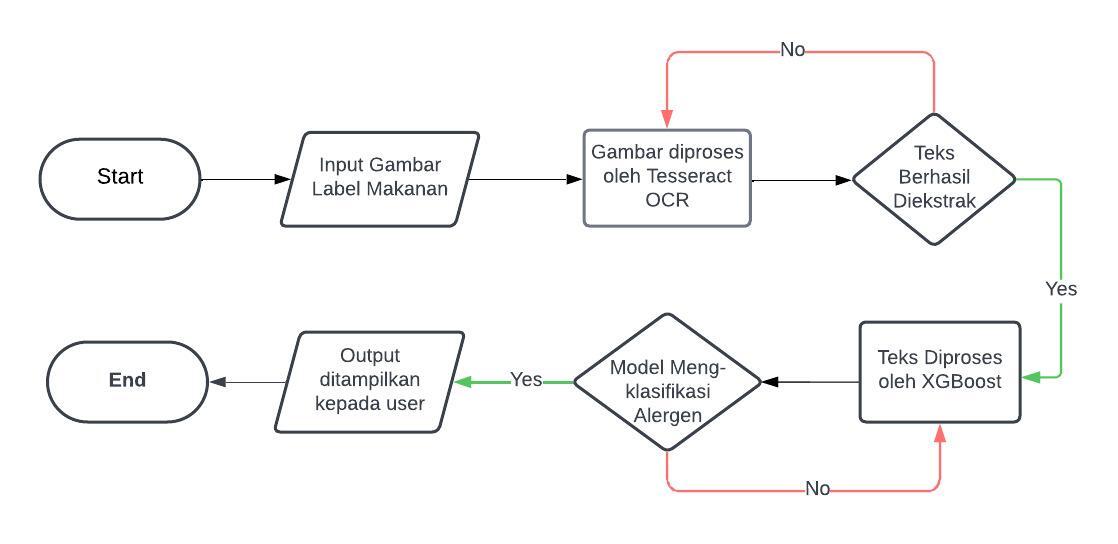 No
Start
Input Gambar
Label Makanan
Gambar diproses
oleh Tesseract
OCR
Teks
Berhasil
Diekstrak
Yes
Teks Diproses
oleh XGBoost
Model Meng-
klasifikasi
Alergen
Yes
Output
ditampilkan
kepada user
End
No